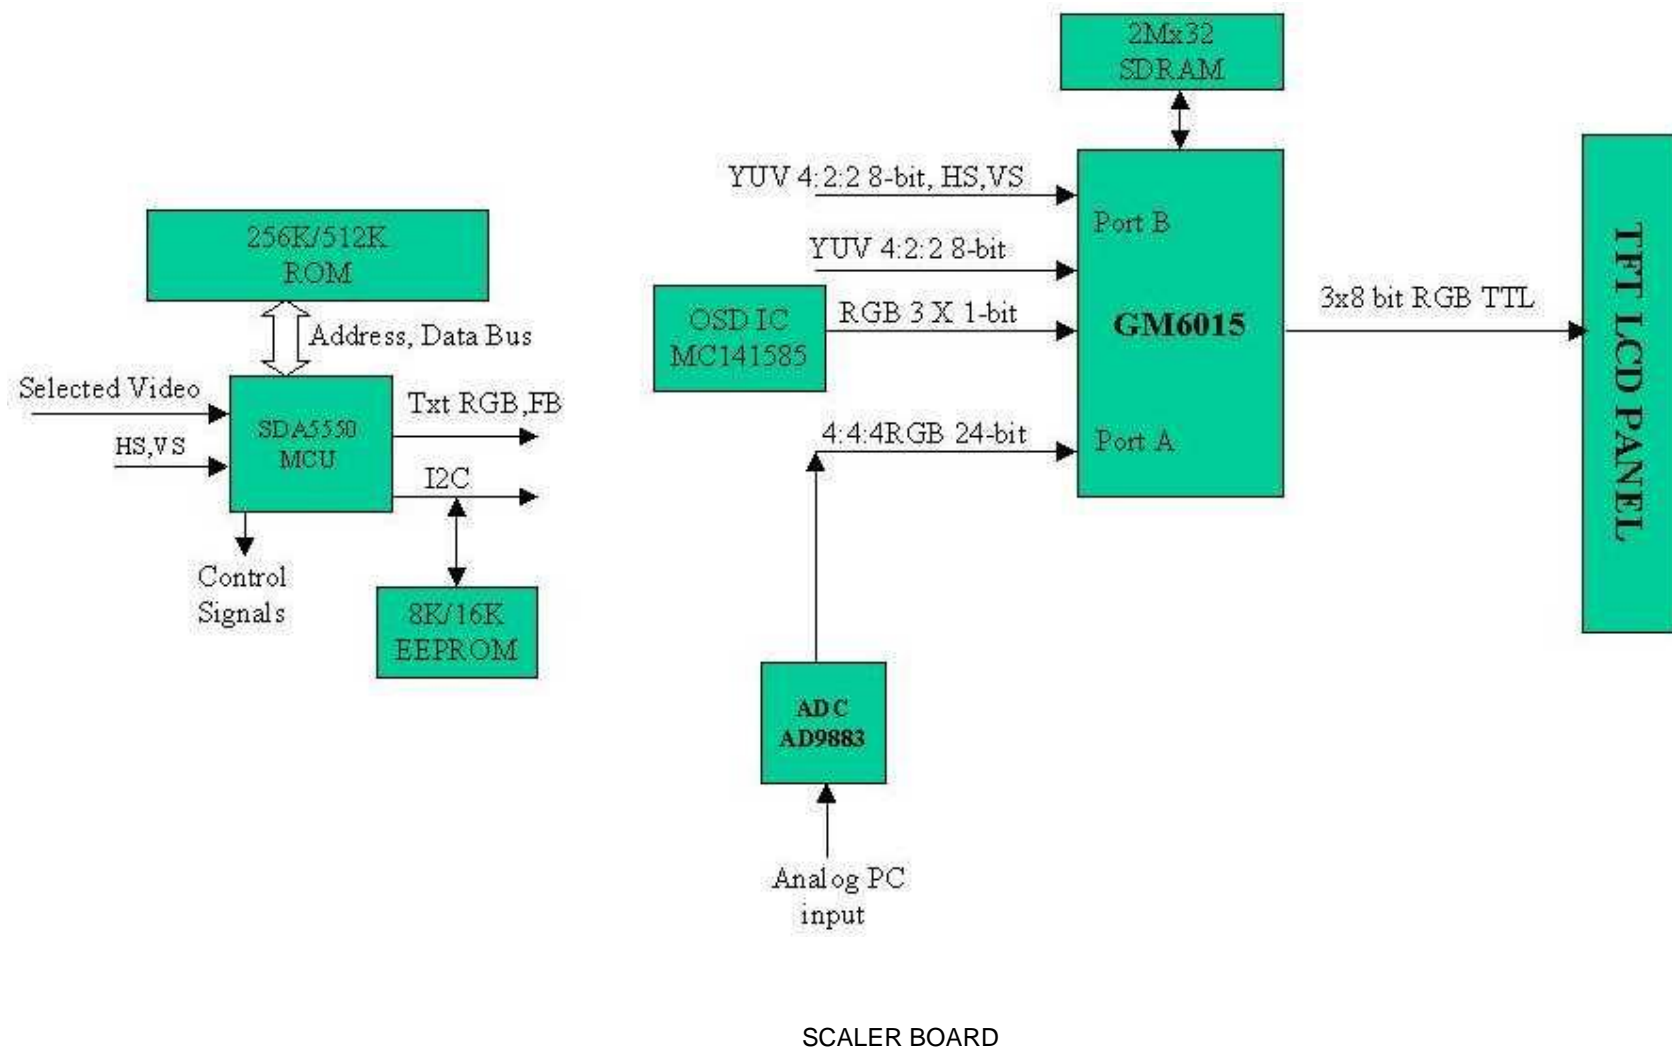 2Mx32
SDRAM
YUV 4:2:2 8-bit, HS,VS
Port B
YUV 4:2:2 8-bit
256K/512K
ROM
OSD IC
MC141585
RGB 3 X 1-bit
GM6015
3x8 bit RGB TTL
TFT LCD PANEL
Address, Data Bus
Selected Video
HS,VS
SDA5550
MCU
Txt RGB,FB
I2C
4:4:4RGB 24-bit
Port A
Control
Signals
8K/16K
EEPROM
ADC
AD9883
Analog PC
input
SCALER BOARD